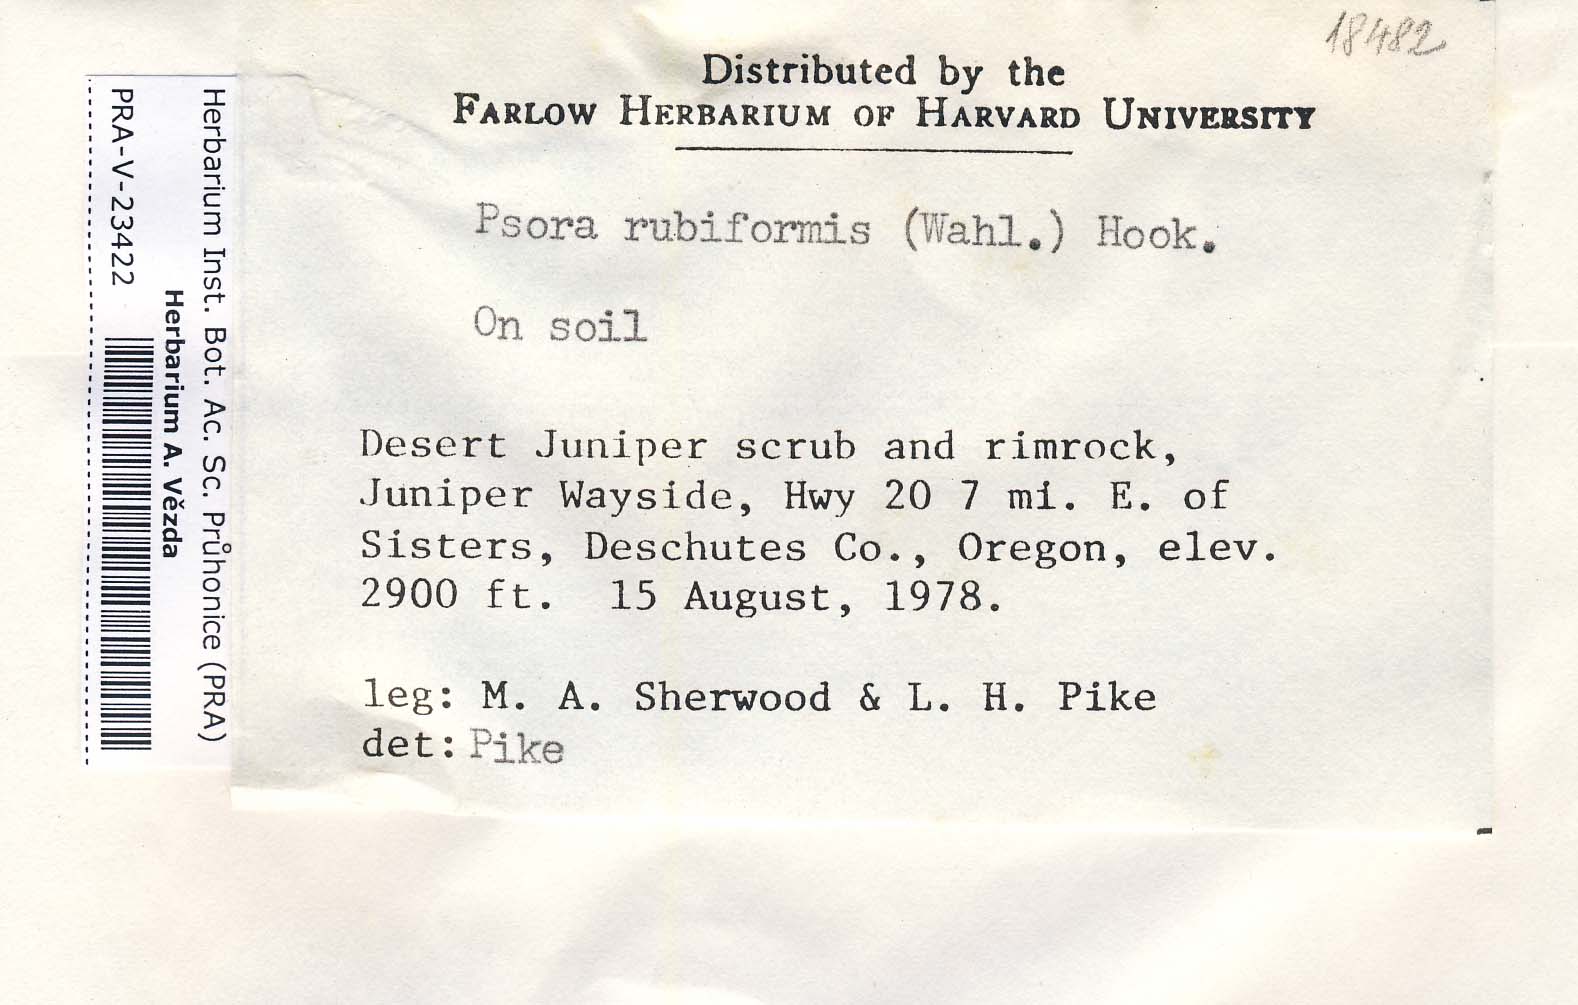 18482
Distributed by the
FARLOW HERBARIUM OF HARVARD UNIVERSITY
Psora rubiformis (Wahl.) Hook.
On soil
Desert Juniper scrub and rimrock,
Juniper Wayside, Hwy 20 7 mi. E. of
Sisters, Deschutes Co., Oregon, elev.
2900 ft. 15 August, 1978.
leg: M. A. Sherwood & L. H. Pike
det: Pike
Herbarium Inst. Bot. Ac. Sc. Průhonice (PRA)
Herbarium A. Vězda
PRA-V-23422